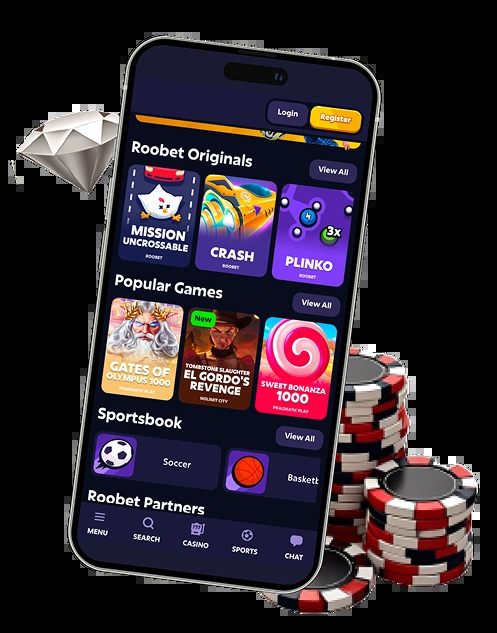 Login
Register
Roobet Originals
View All
MISSION
UNCROSSABLE
ROOBET
CRASH
ROOBET
3x
PLINKO
ROOBET
Popular Games
View All
GATES OF
OLYMPUS 1000
PRAGMATIC PLAY
New
TOMBSTONE SLAUGHTER
EL GORDO'S
REVENGE
NOLIMIT CITY
SWEET BONANZA
1000
PRAGMATIC PLAY
Sportsbook
View All
Soccer
Basketb
Roobet Partners
MENU
SEARCH
CASINO
SPORTS
CHAT